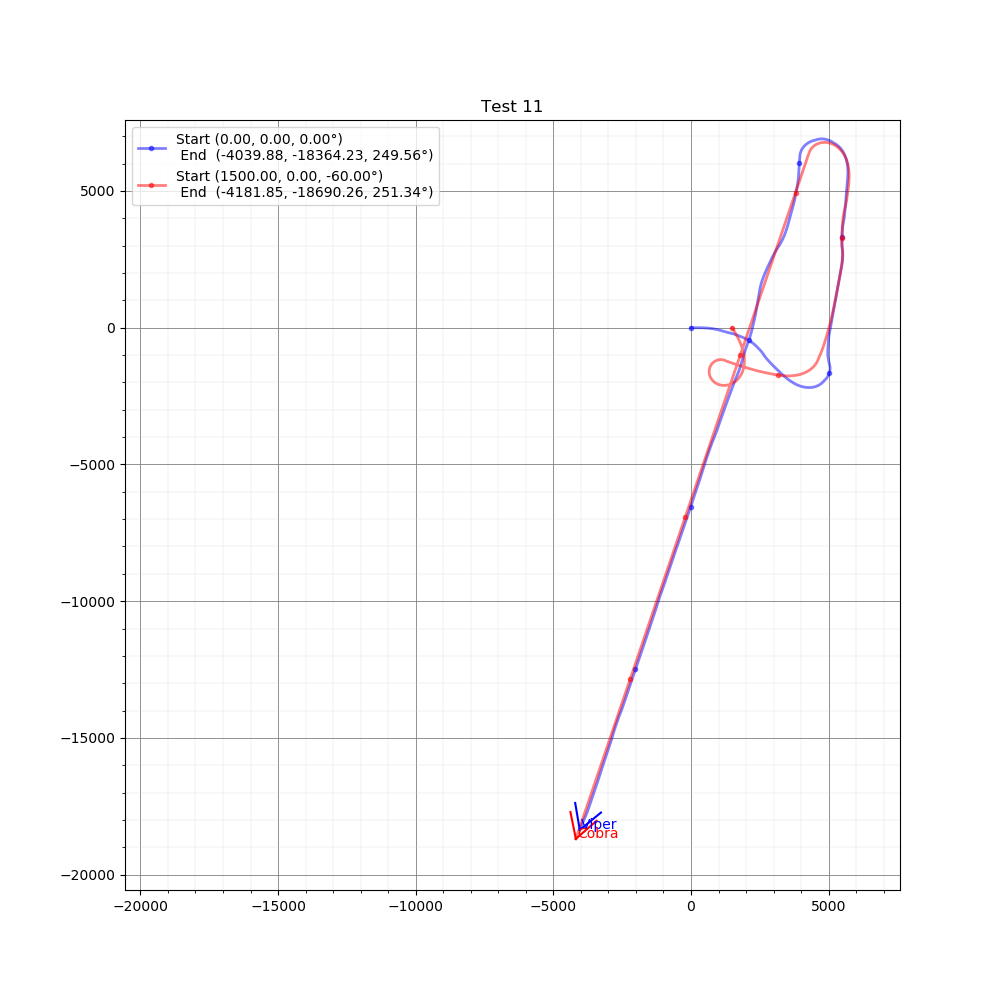 Test 11
Start (0.00, 0.00, 0.00°)
End (-4039.88, -18364.23, 249.56°)
Start (1500.00, 0.00, -60.00°)
End (-4181.85, -18690.26, 251.34°)
5000
0
−5000
−10000
−15000
−20000
Viper
Cobra
−20000 −15000 −10000 −5000 0 5000